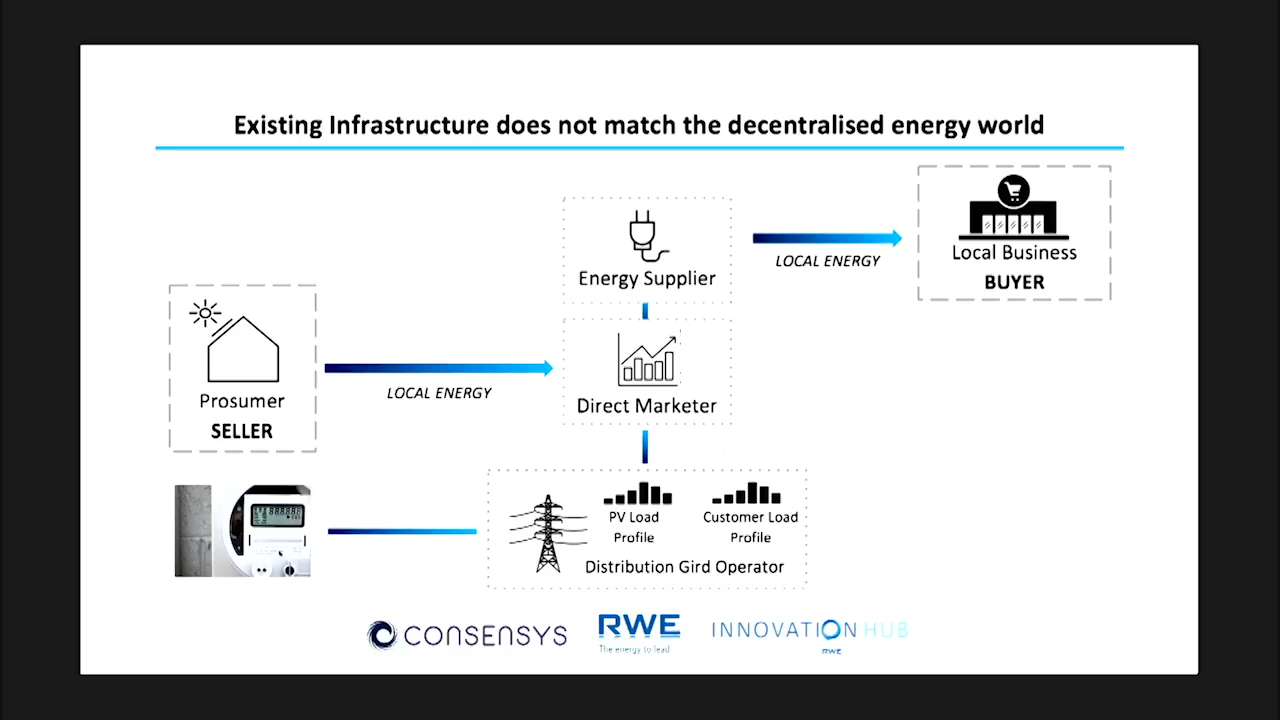 Existing Infrastructure does not match the decentralised energy world
Energy Supplier
LOCAL ENERGY
Local Business
BUYER
Prosumer
SELLER
LOCAL ENERGY
Direct Marketer
PV Load
Profile
Customer Load
Profile
Distribution Gird Operator
CONSENSYS
RWE
The energy to lead
INNOVATION HUB
RWE